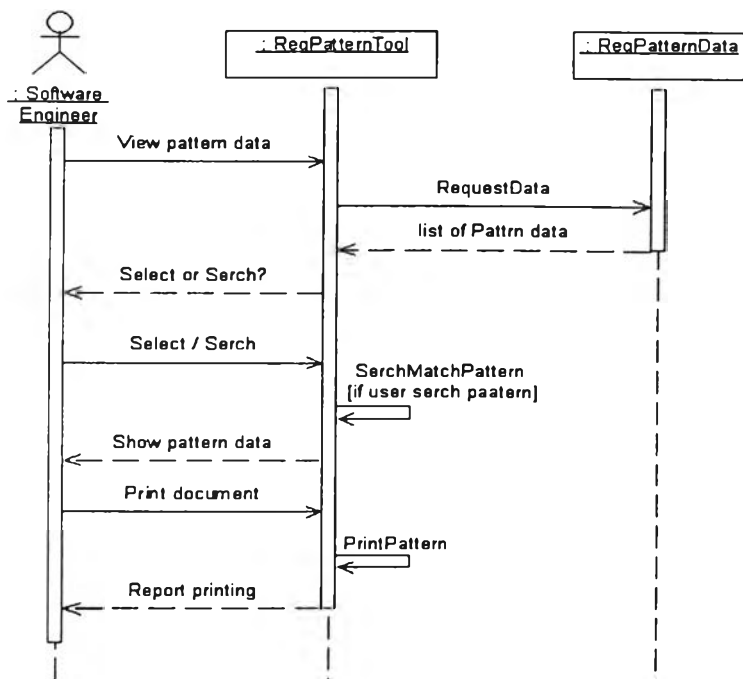 : ReqPatternTool
: ReqPatternData
: Software
Engineer
View pattern data
RequestData
list of Pattrn data
Select or Serch?
Select / Serch
SerchMatchPattern
[if user serch paatern]
Show pattern data
Print document
PrintPattern
Report printing